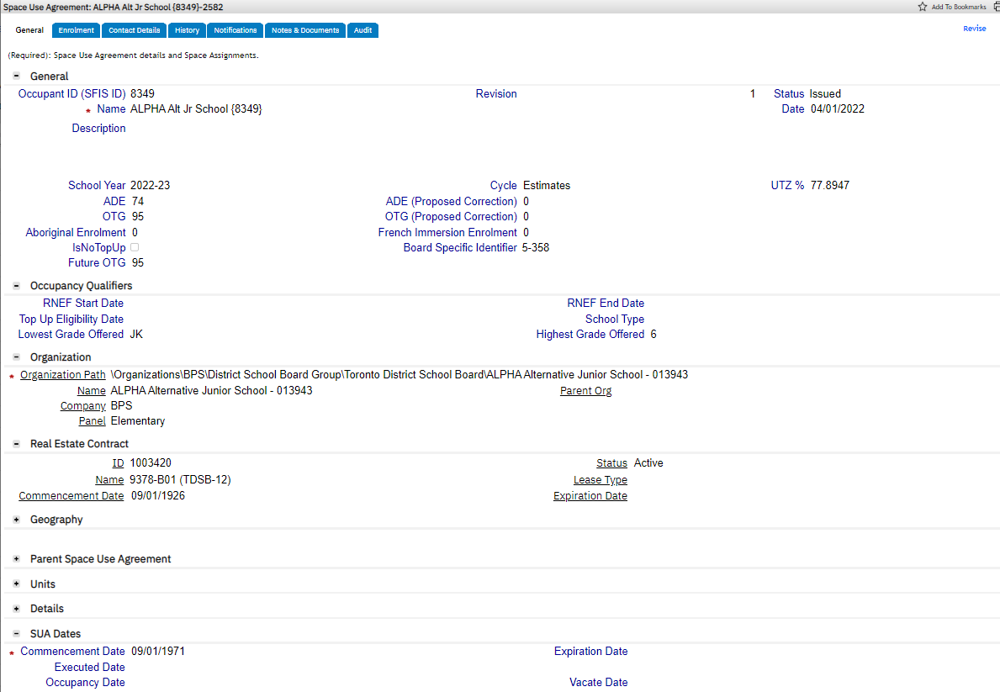 Space Use Agreement: ALPHA Alt Jr School {8349}-2582 Add To Bookmarks
General Enrolment Contact Details History Notifications Notes & Documents Audit Revise
(Required): Space Use Agreement details and Space Assignments.
General
Occupant ID (SFIS ID) 8349 Revision 1 Status Issued
* Name ALPHA Alt Jr School {8349} Date 04/01/2022
Description
School Year 2022-23 Cycle Estimates UTZ % 77.8947
ADE 74 ADE (Proposed Correction) 0
OTG 95 OTG (Proposed Correction) 0
Aboriginal Enrolment 0 French Immersion Enrolment 0
IsNoTopUp Board Specific Identifier 5-358
Future OTG 95
Occupancy Qualifiers
RNEF Start Date RNEF End Date
Top Up Eligibility Date School Type
Lowest Grade Offered JK Highest Grade Offered 6
Organization
* Organization Path \Organizations\BPS\District School Board Group\Toronto District School Board\ALPHA Alternative Junior School - 013943
Name ALPHA Alternative Junior School - 013943 Parent Org
Company BPS
Panel Elementary
Real Estate Contract
ID 1003420 Status Active
Name 9378-B01 (TDSB-12) Lease Type
Commencement Date 09/01/1926 Expiration Date
Geography
Parent Space Use Agreement
Units
Details
SUA Dates
* Commencement Date 09/01/1971 Expiration Date
Executed Date
Occupancy Date Vacate Date